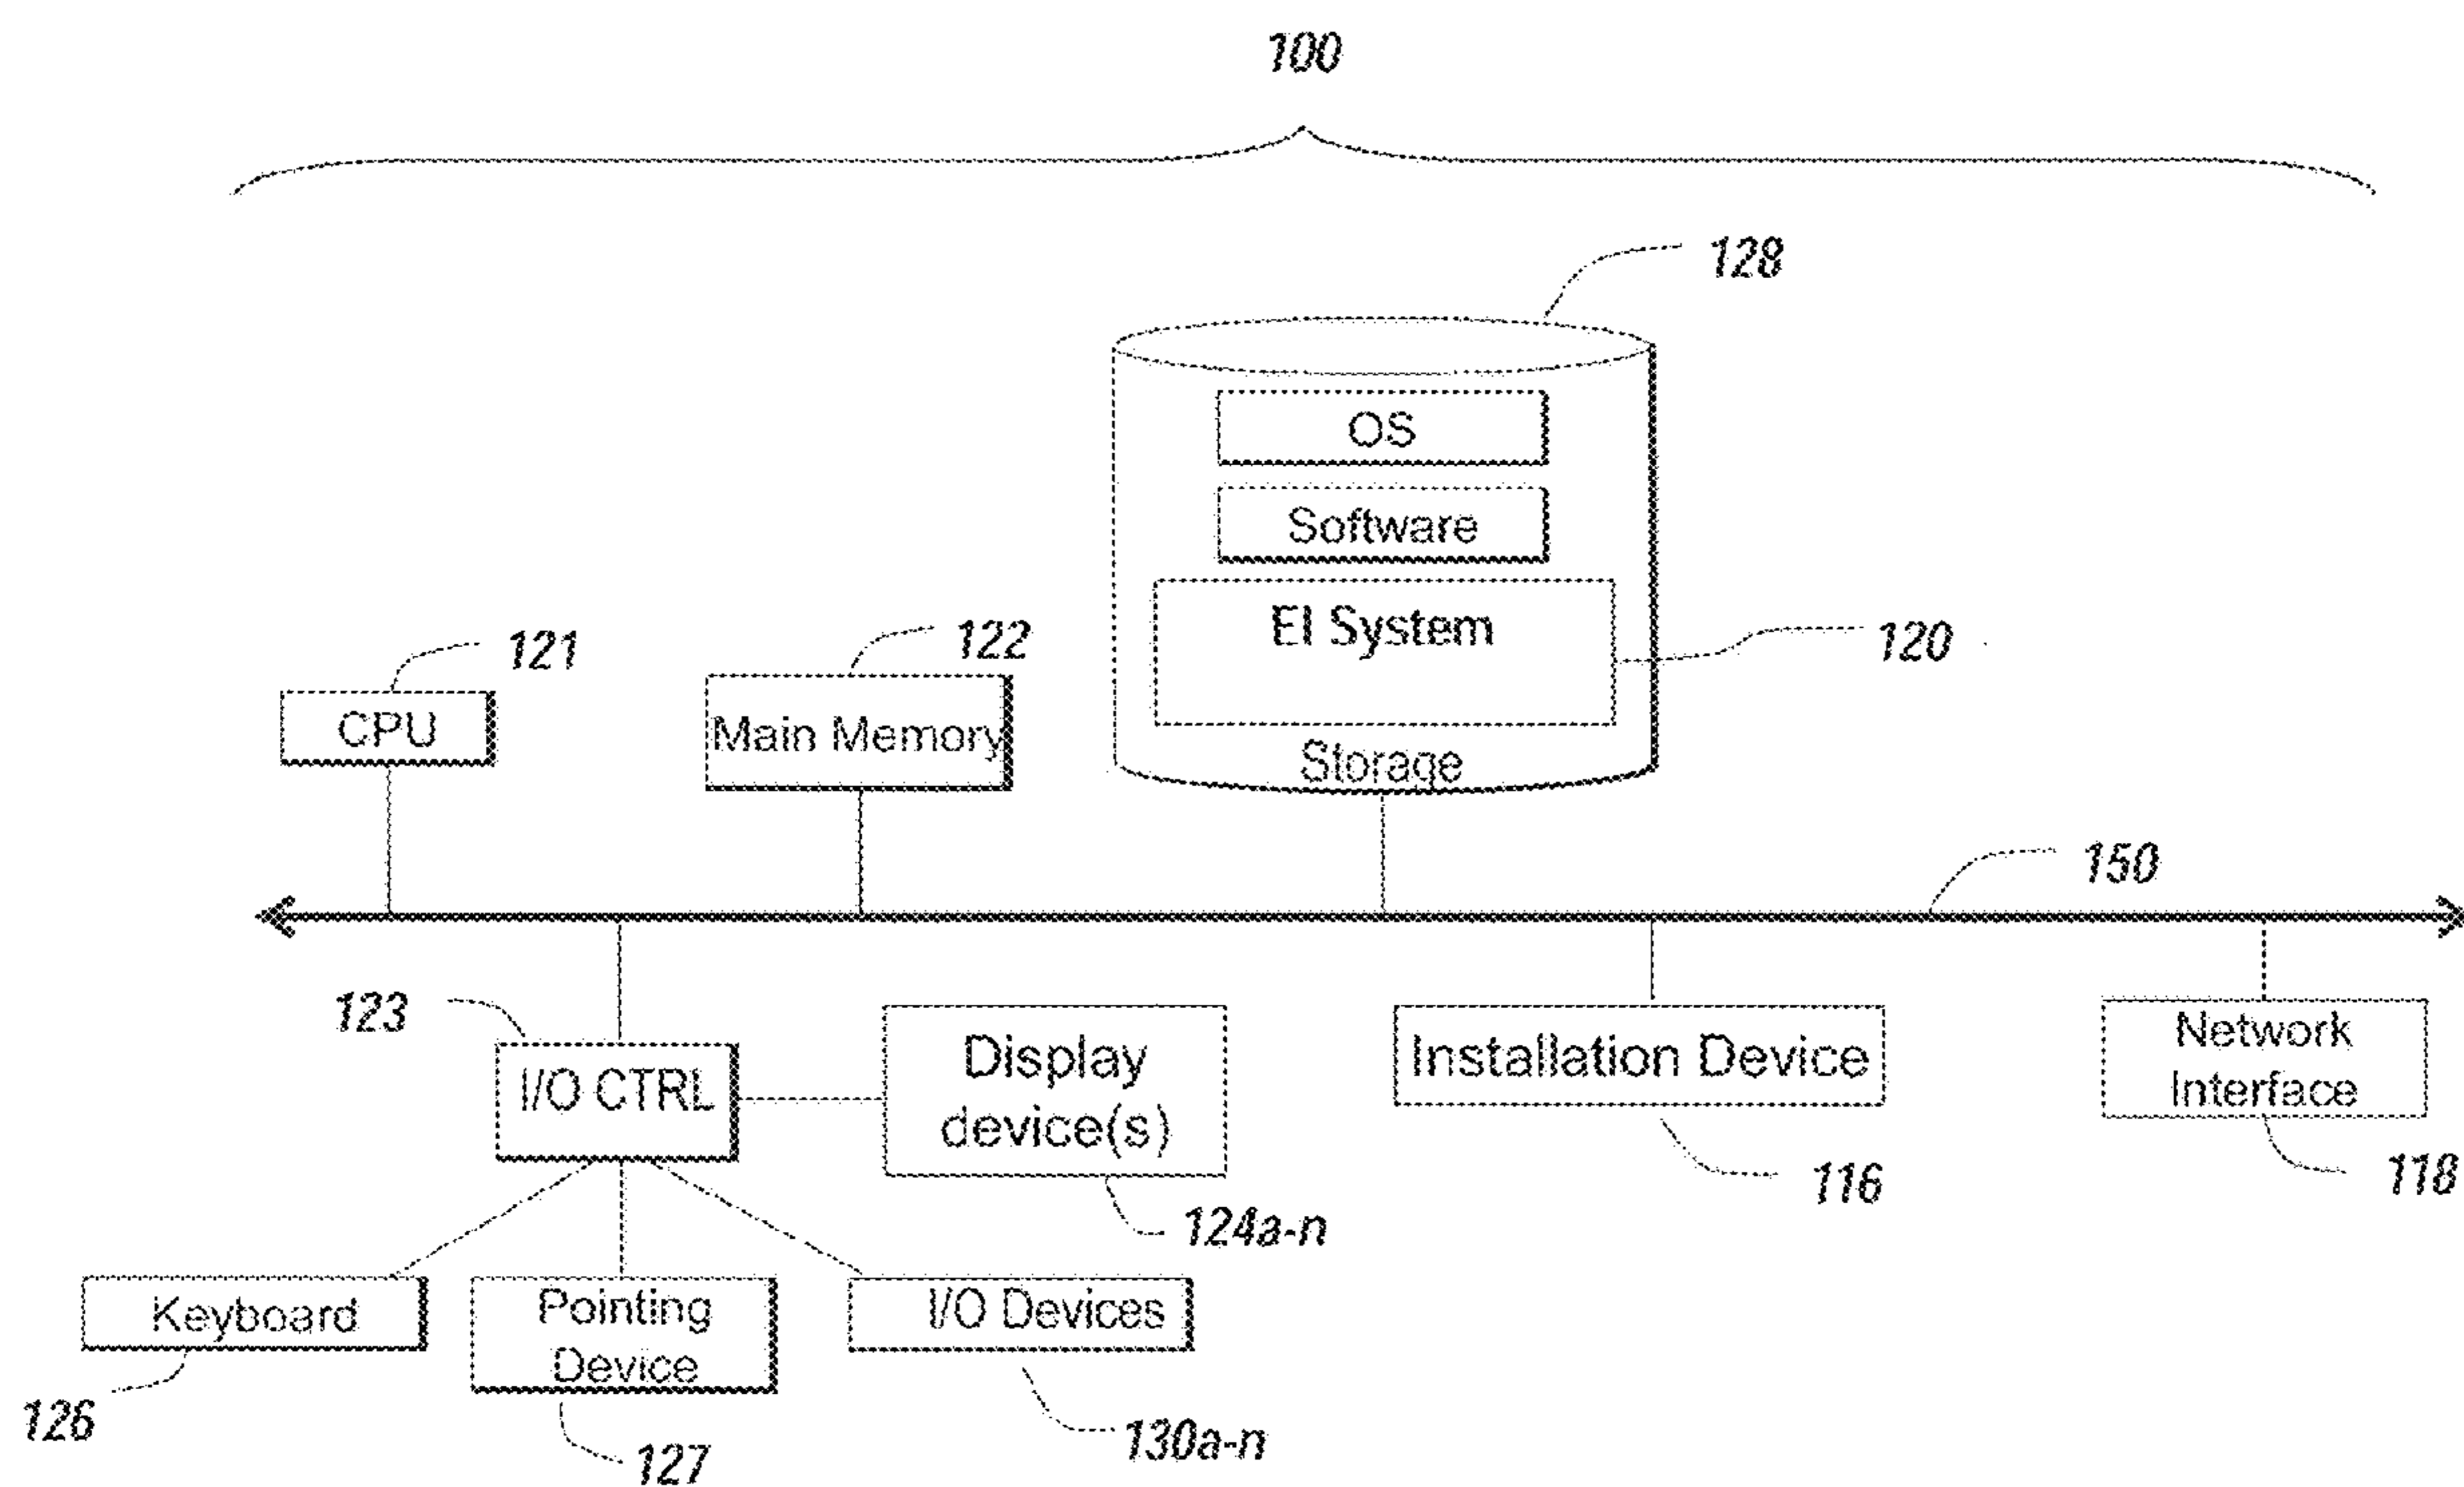 100
128
OS
Software
EI System
120
121
122
CPU
Main Memory
Storage
150
123
I/O CTRL
Display
device(s)
Installation Device
Network
Interface
116
118
124a-n
Keyboard
Pointing
Device
I/O Devices
126
127
130a-n